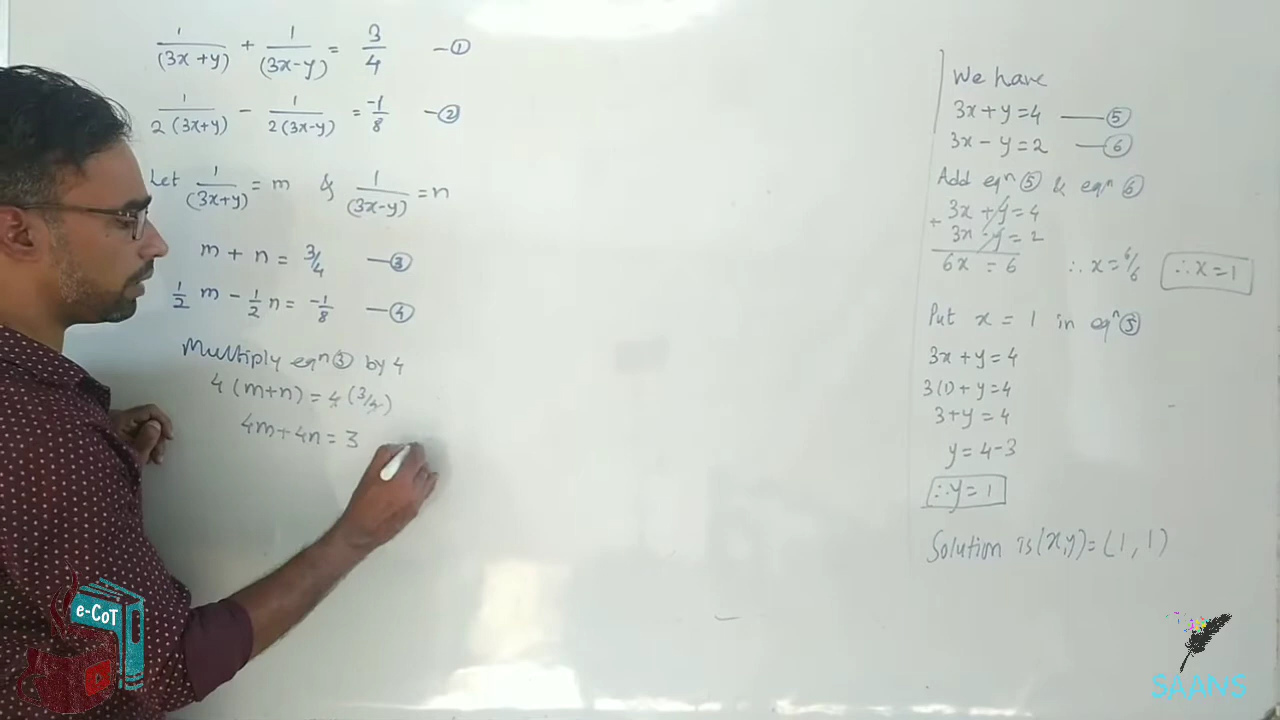 1/(3x+y) + 1/(3x-y) = 3/4 —①
1/2(3x+y) - 1/2(3x-y) = -1/8 —②
Let 1/(3x+y) = m & 1/(3x-y) = n
m + n = 3/4 —③
1/2 m - 1/2 n = -1/8 —④
Multiply eqn ③ by 4
4 (m+n) = 4 (3/4)
4m+4n = 3
We have
3x+y=4 —⑤
3x-y=2 —⑥
Add eqn ⑤ & eqn ⑥
3x+y=4
+ 3x-y=2
6x = 6 ∴ x=6/6 ∴x=1
Put x = 1 in eqn ⑤
3x+y=4
3(1)+y=4
3+y=4
y=4-3
∴y=1
Solution is (x,y)=(1,1)
e-CoT
SAANS